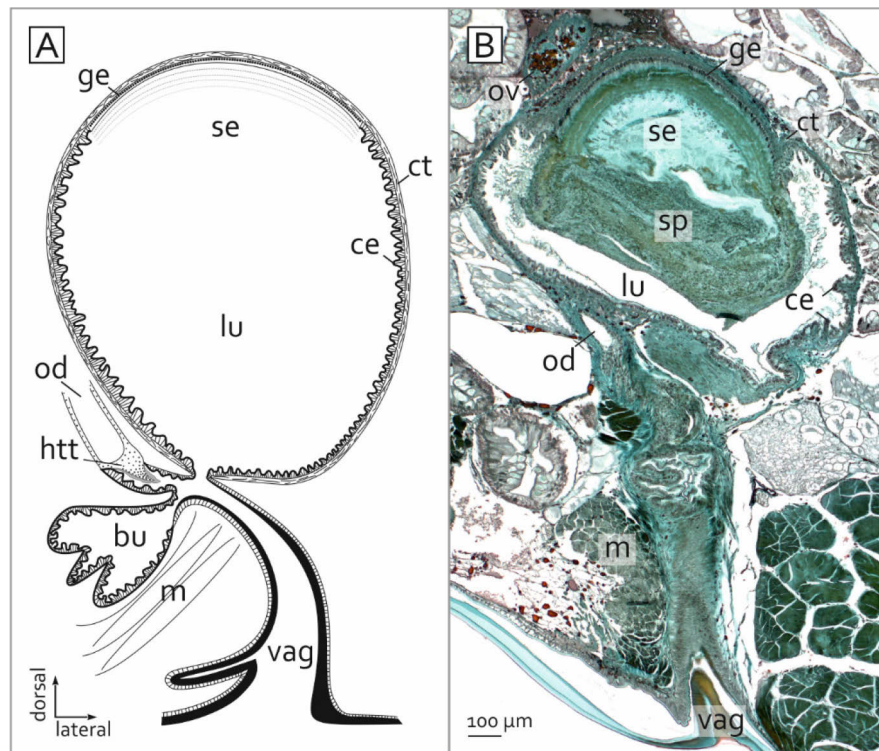 A
ge
se
ct
ce
lu
od
htt
bu
m
vag
dorsal
lateral
B
ge
ov
ct
se
sp
lu
ce
od
m
vag
100 µm